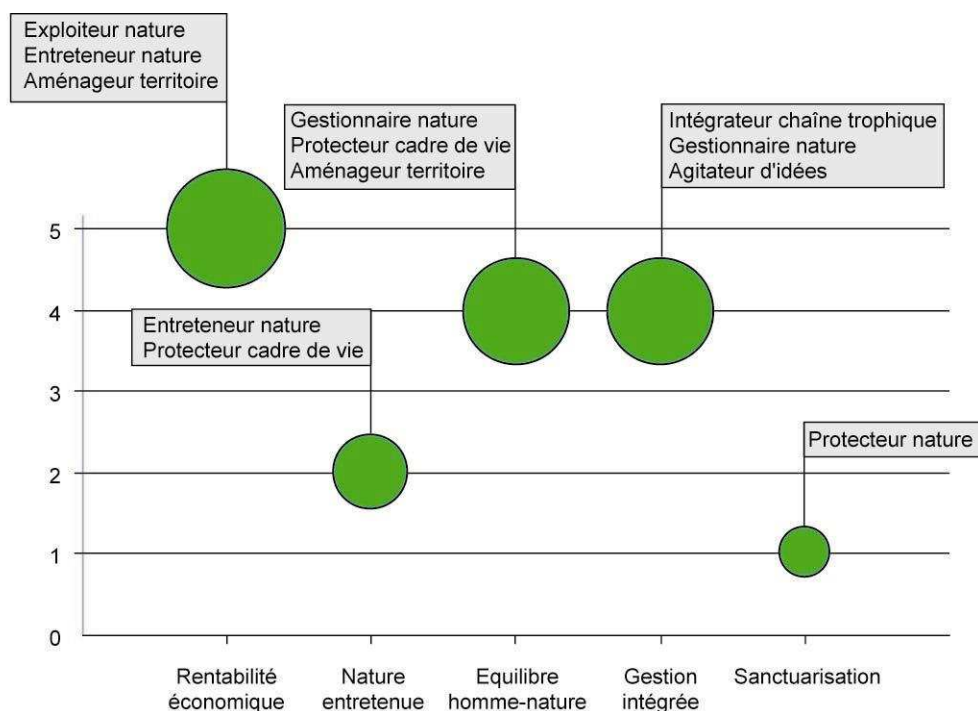 Exploiteur nature
Entreteneur nature
Aménageur territoire
Gestionnaire nature
Protecteur cadre de vie
Aménageur territoire
Intégrateur chaîne trophique
Gestionnaire nature
Agitateur d'idées
Entreteneur nature
Protecteur cadre de vie
Protecteur nature
5
4
3
2
1
0
Rentabilité
économique
Nature
entretenue
Equilibre
homme-nature
Gestion
intégrée
Sanctuarisation